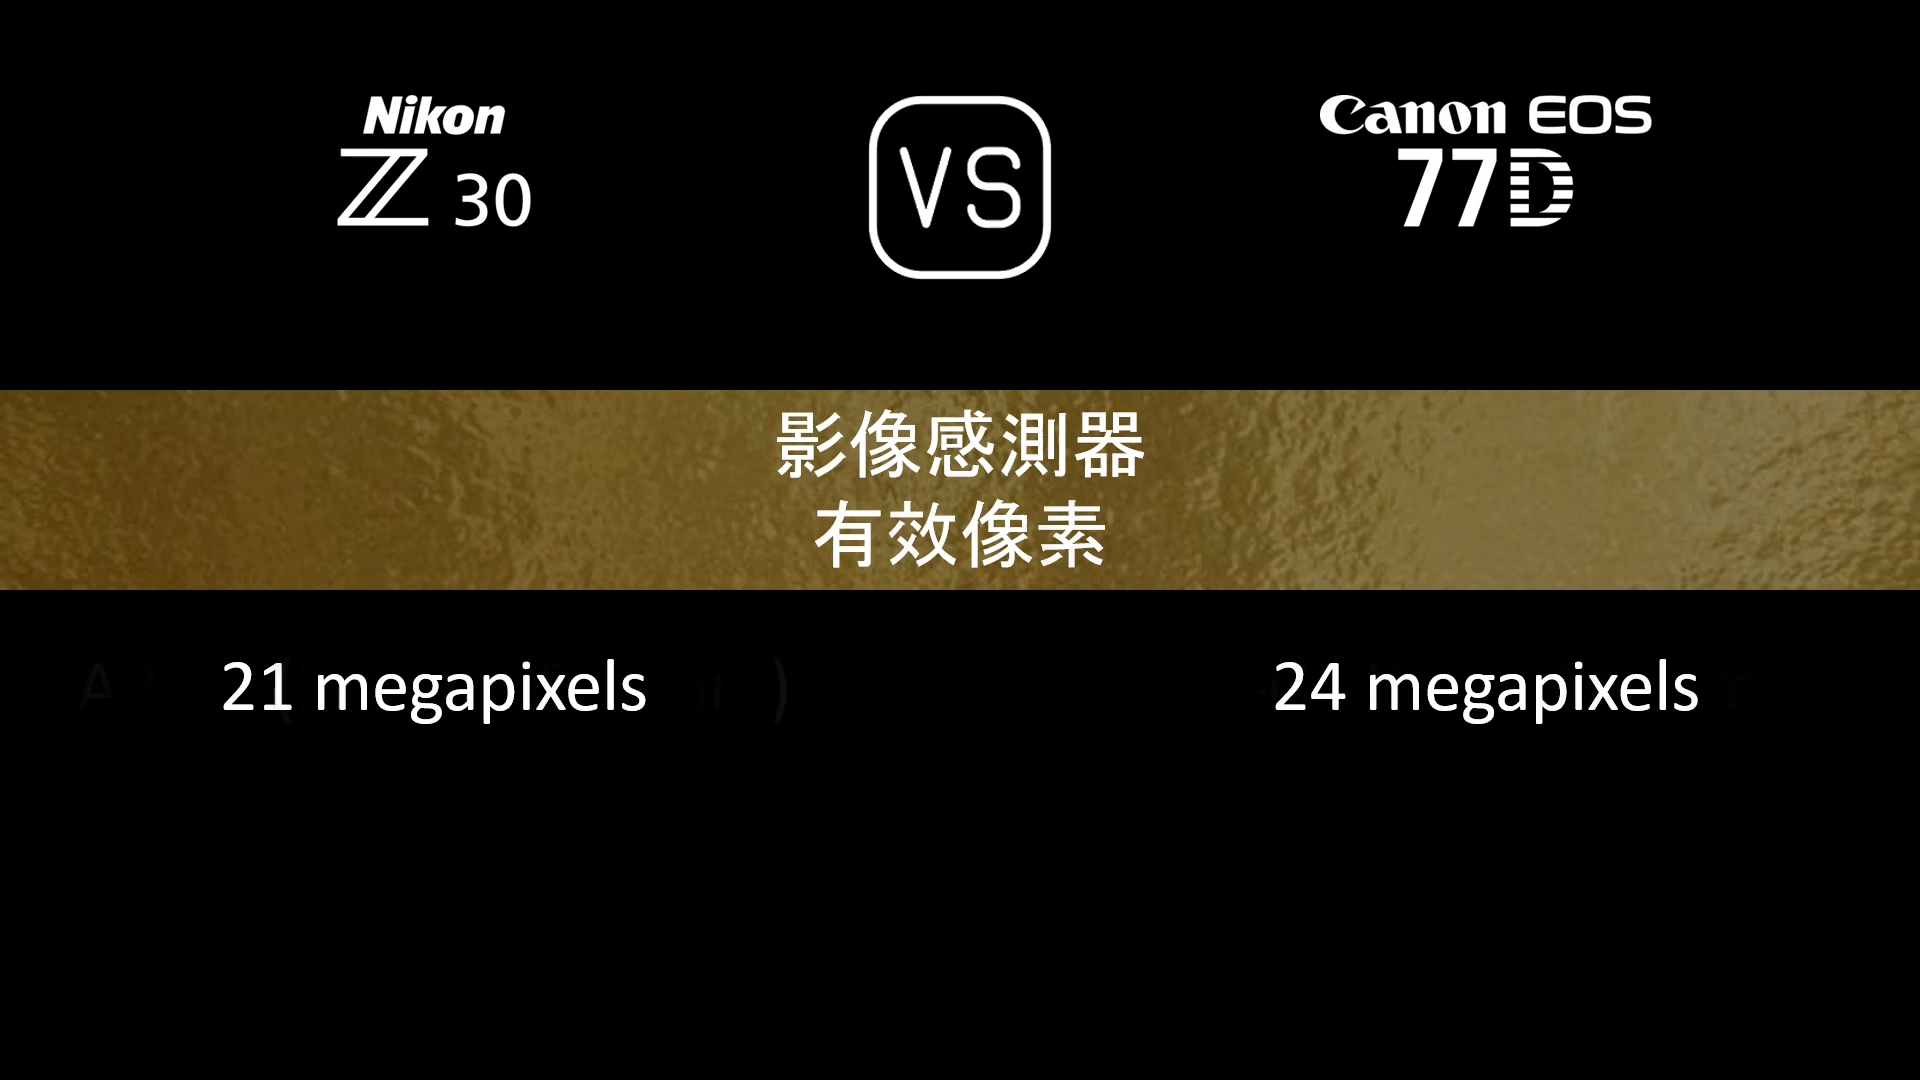 Nikon
Z 30
VS
Canon EOS
77D
影像感測器
有效像素
21 megapixels
24 megapixels